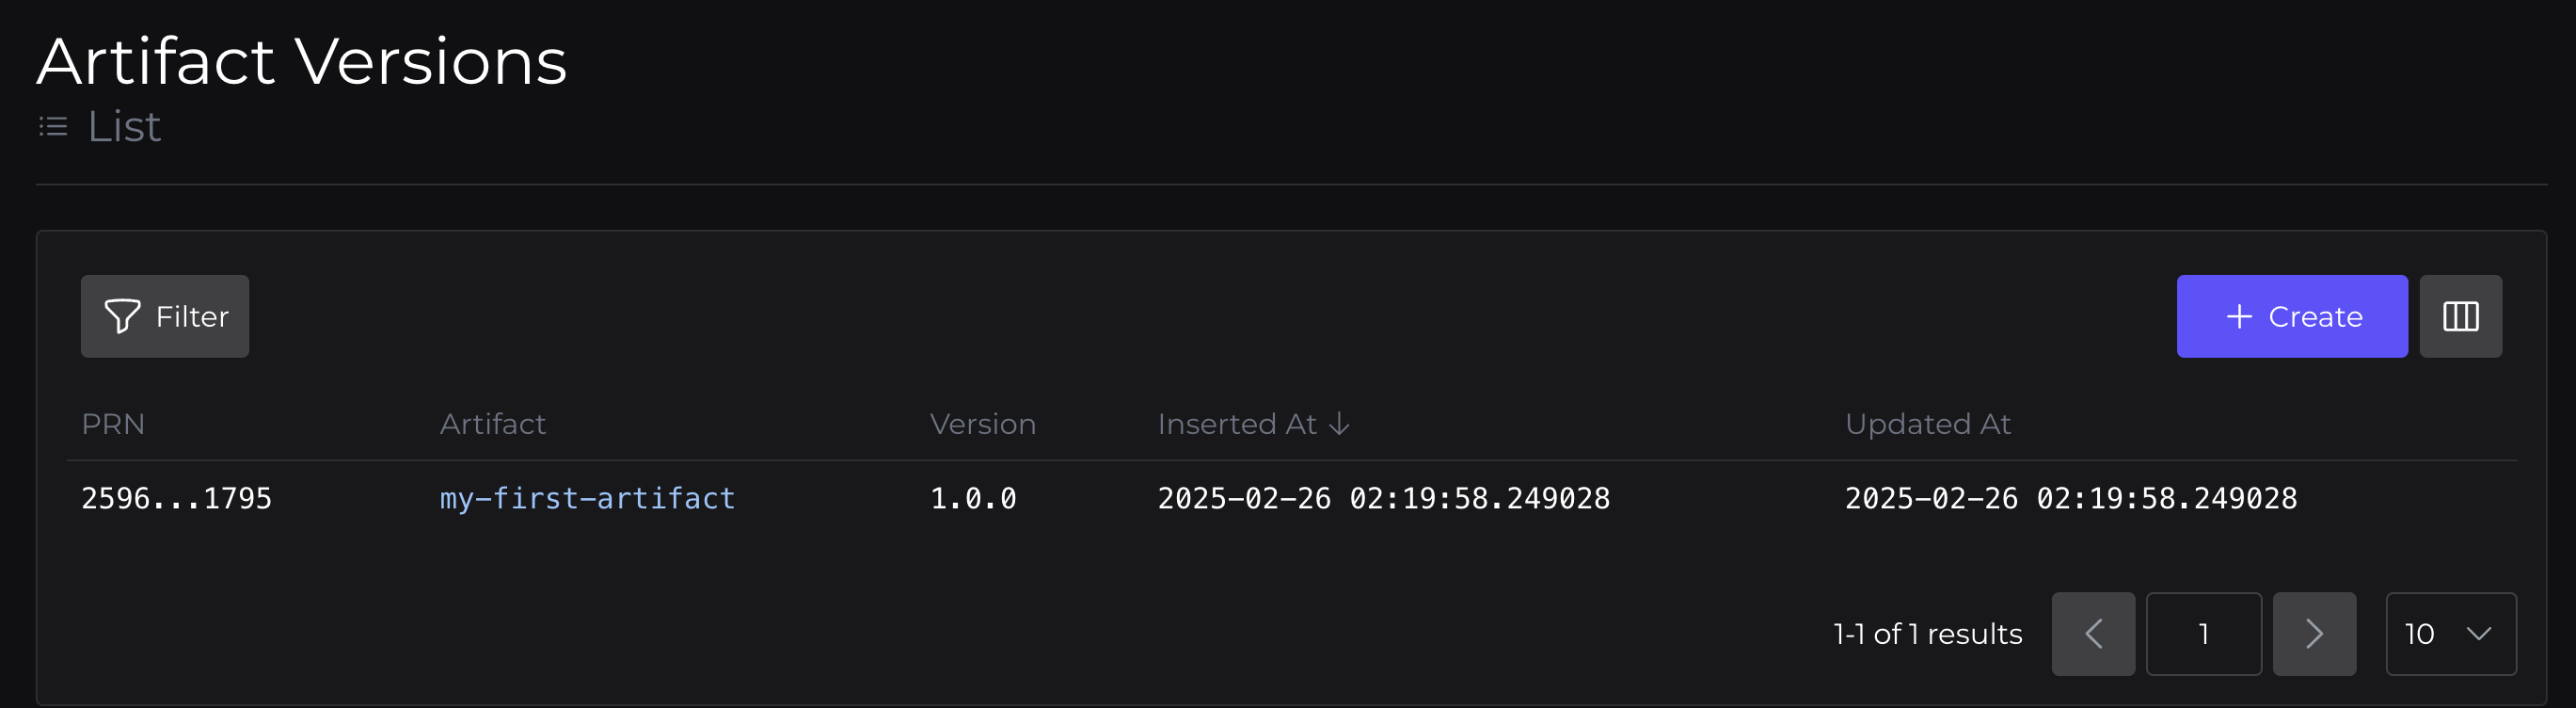 Artifact Versions
List
Filter
Create
PRN Artifact Version Inserted At ↓ Updated At
2596...1795 my-first-artifact 1.0.0 2025-02-26 02:19:58.249028 2025-02-26 02:19:58.249028
1-1 of 1 results 1 10